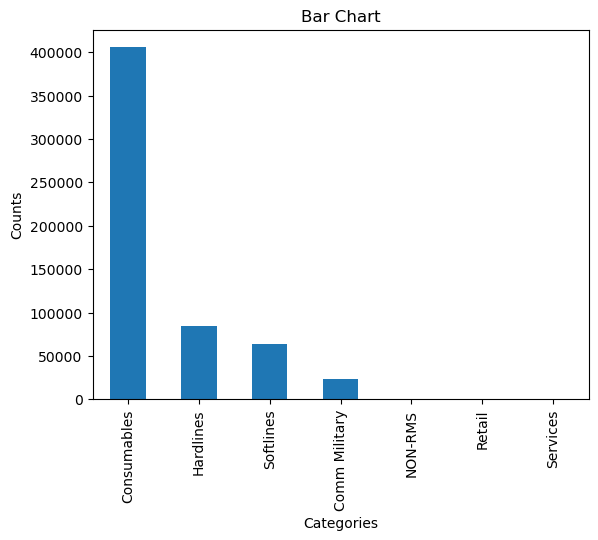 Bar Chart
400000
350000
300000
250000
200000
150000
100000
50000
0
Counts
Consumables
Hardlines
Softlines
Comm Military
NON-RMS
Retail
Services
Categories